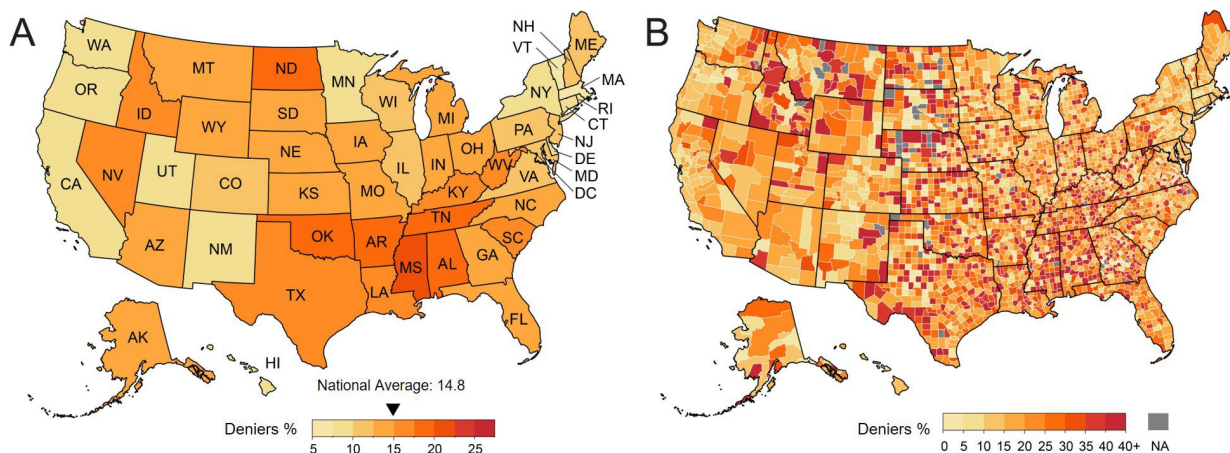 A
WA
OR
CA
NV
ID
MT
WY
UT
AZ
CO
NM
ND
SD
NE
KS
OK
TX
MN
IA
MO
AR
LA
WI
IL
MI
IN
OH
KY
TN
MS
AL
GA
FL
SC
NC
VA
WV
PA
NY
VT
NH
ME
MA
RI
CT
NJ
DE
MD
DC
AK
HI
National Average: 14.8
Deniers %
5 10 15 20 25
B
Deniers %
0 5 10 15 20 25 30 35 40 40+ NA